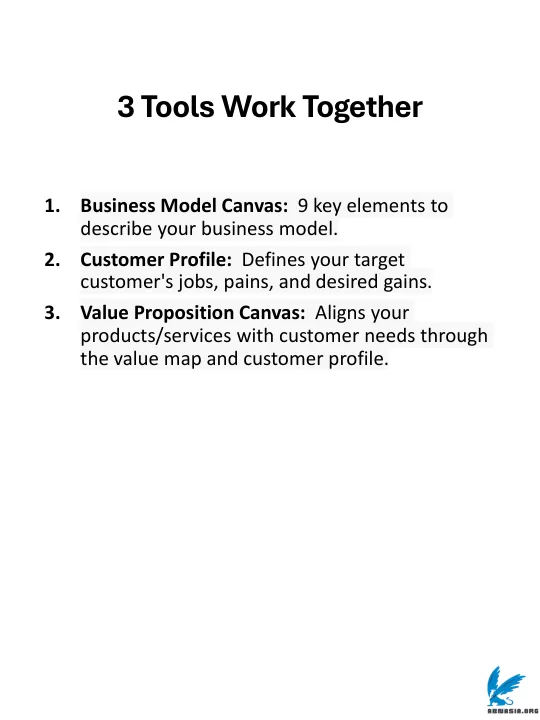 3 Tools Work Together
1. Business Model Canvas: 9 key elements to
describe your business model.
2. Customer Profile: Defines your target
customer's jobs, pains, and desired gains.
3. Value Proposition Canvas: Aligns your
products/services with customer needs through
the value map and customer profile.
AUWASIA.ORG